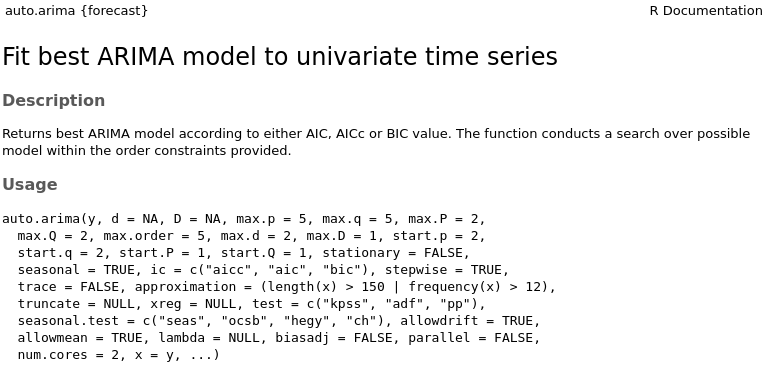 auto.arima {forecast} R Documentation
Fit best ARIMA model to univariate time series
Description
Returns best ARIMA model according to either AIC, AICc or BIC value. The function conducts a search over possible
model within the order constraints provided.
Usage
auto.arima(y, d = NA, D = NA, max.p = 5, max.q = 5, max.P = 2,
  max.Q = 2, max.order = 5, max.d = 2, max.D = 1, start.p = 2,
  start.q = 2, start.P = 1, start.Q = 1, stationary = FALSE,
  seasonal = TRUE, ic = c("aicc", "aic", "bic"), stepwise = TRUE,
  trace = FALSE, approximation = (length(x) > 150 | frequency(x) > 12),
  truncate = NULL, xreg = NULL, test = c("kpss", "adf", "pp"),
  seasonal.test = c("seas", "ocsb", "hegy", "ch"), allowdrift = TRUE,
  allowmean = TRUE, lambda = NULL, biasadj = FALSE, parallel = FALSE,
  num.cores = 2, x = y, ...)